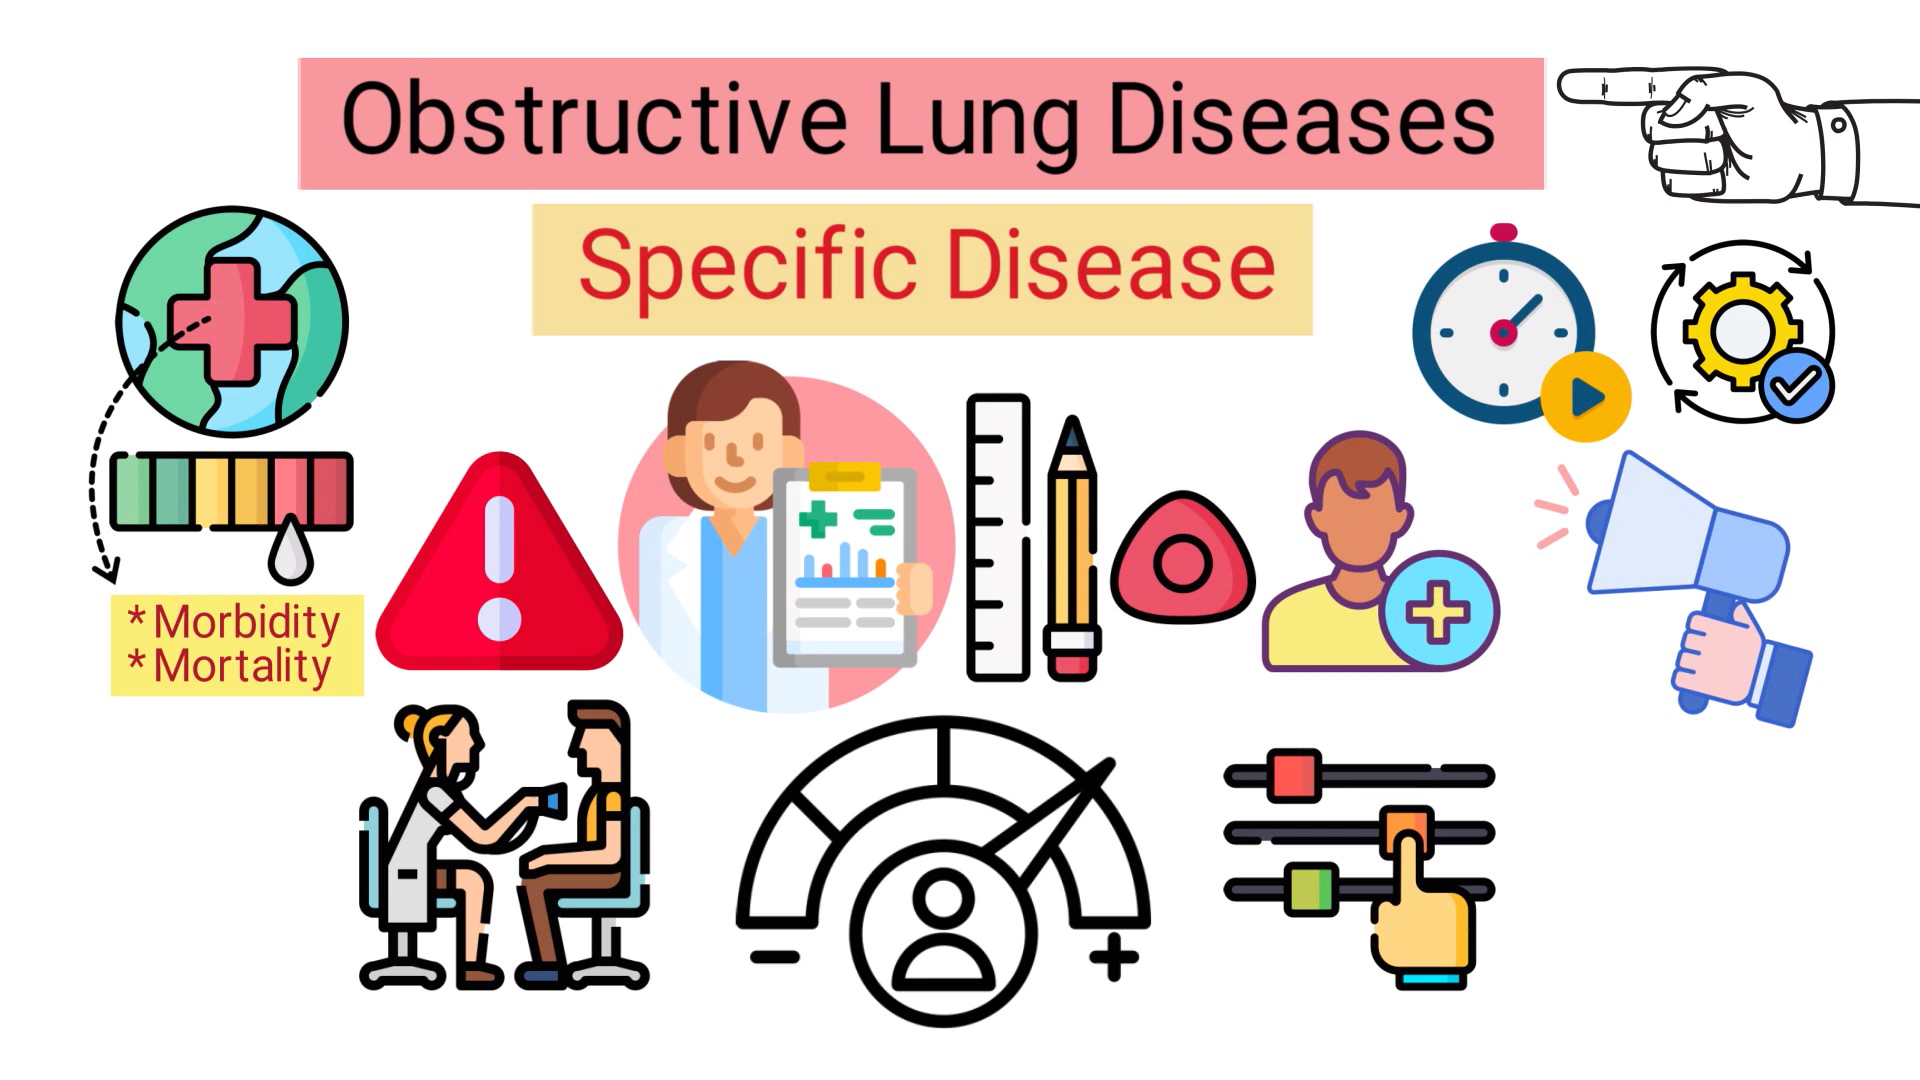 Obstructive Lung Diseases
Specific Disease
* Morbidity
* Mortality